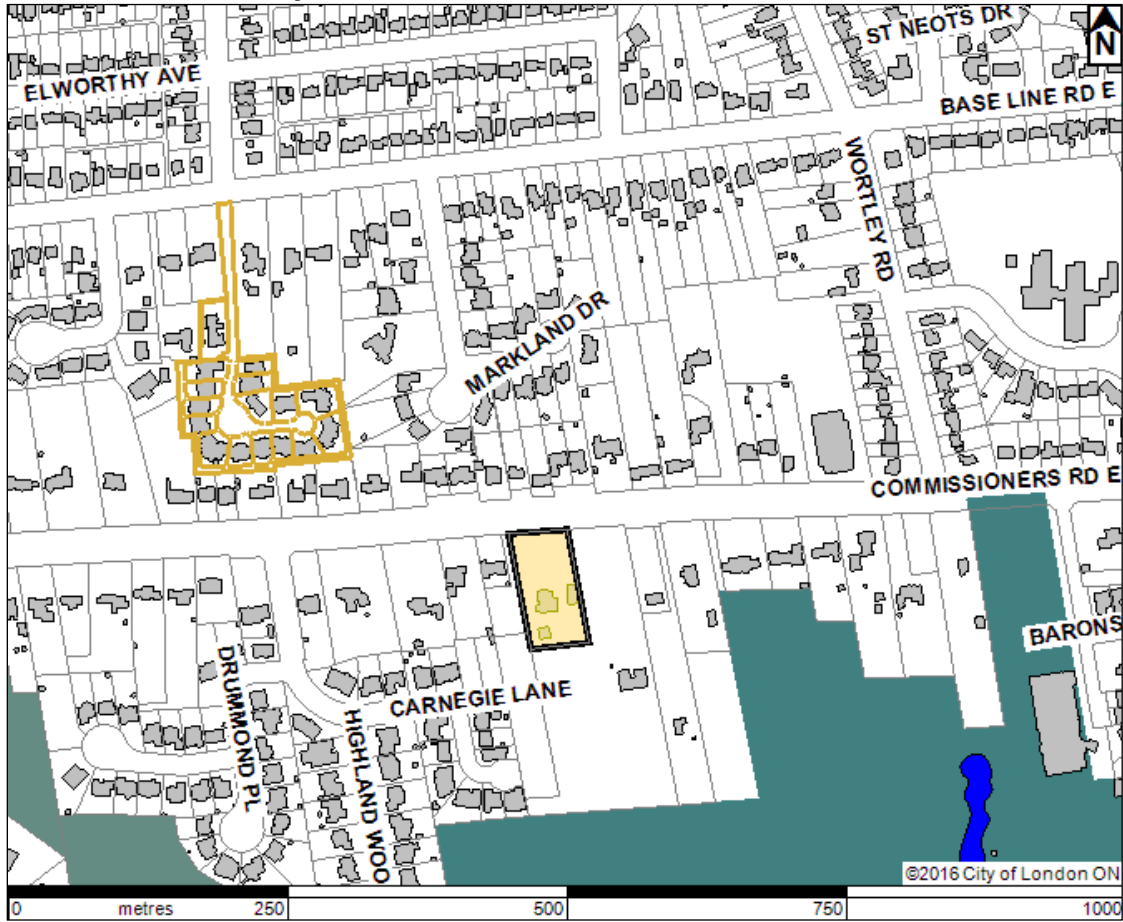 ST NEOTS DR
N
ELWORTHY AVE
BASE LINE RD E
WORTLEY RD
MARKLAND DR
COMMISSIONERS RD E
BARONS
DRUMMOND PL
CARNEGIE LANE
HIGHLAND WOO
©2016 City of London ON
0 metres 250 500 750 1000